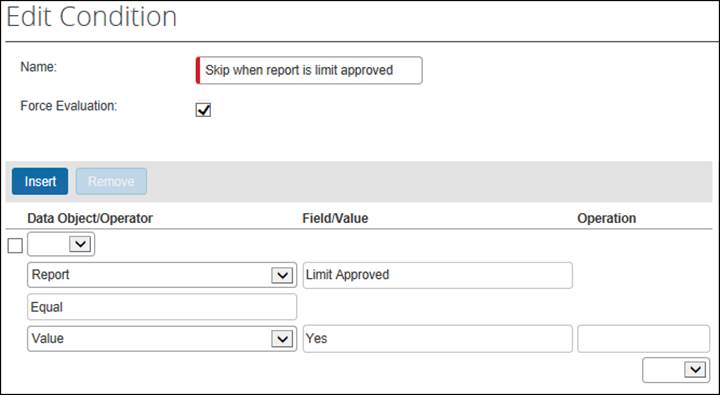 Edit Condition
Name: Skip when report is limit approved
Force Evaluation:
Insert Remove
Data Object/Operator Field/Value Operation
Report Limit Approved
Equal
Value Yes